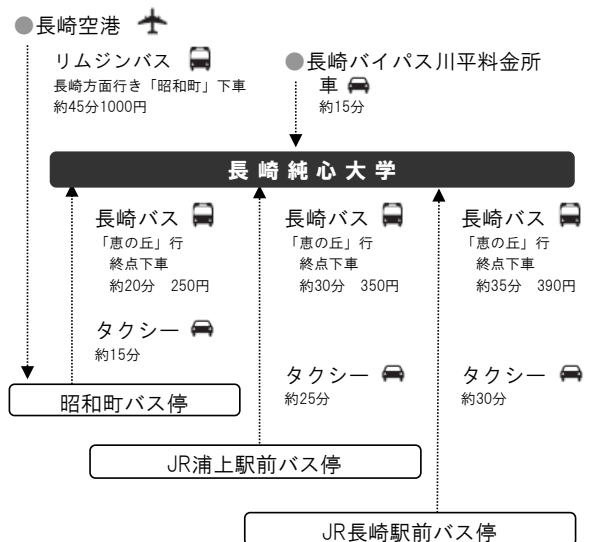 ●長崎空港
リムジンバス
長崎方面行き「昭和町」下車
約45分1000円
●長崎バイパス川平料金所
車
約15分
長崎純心大学
長崎バス
「恵の丘」行
終点下車
約20分 250円
タクシー
約15分
昭和町バス停
長崎バス
「恵の丘」行
終点下車
約30分 350円
タクシー
約25分
JR浦上駅前バス停
長崎バス
「恵の丘」行
終点下車
約35分 390円
タクシー
約30分
JR長崎駅前バス停